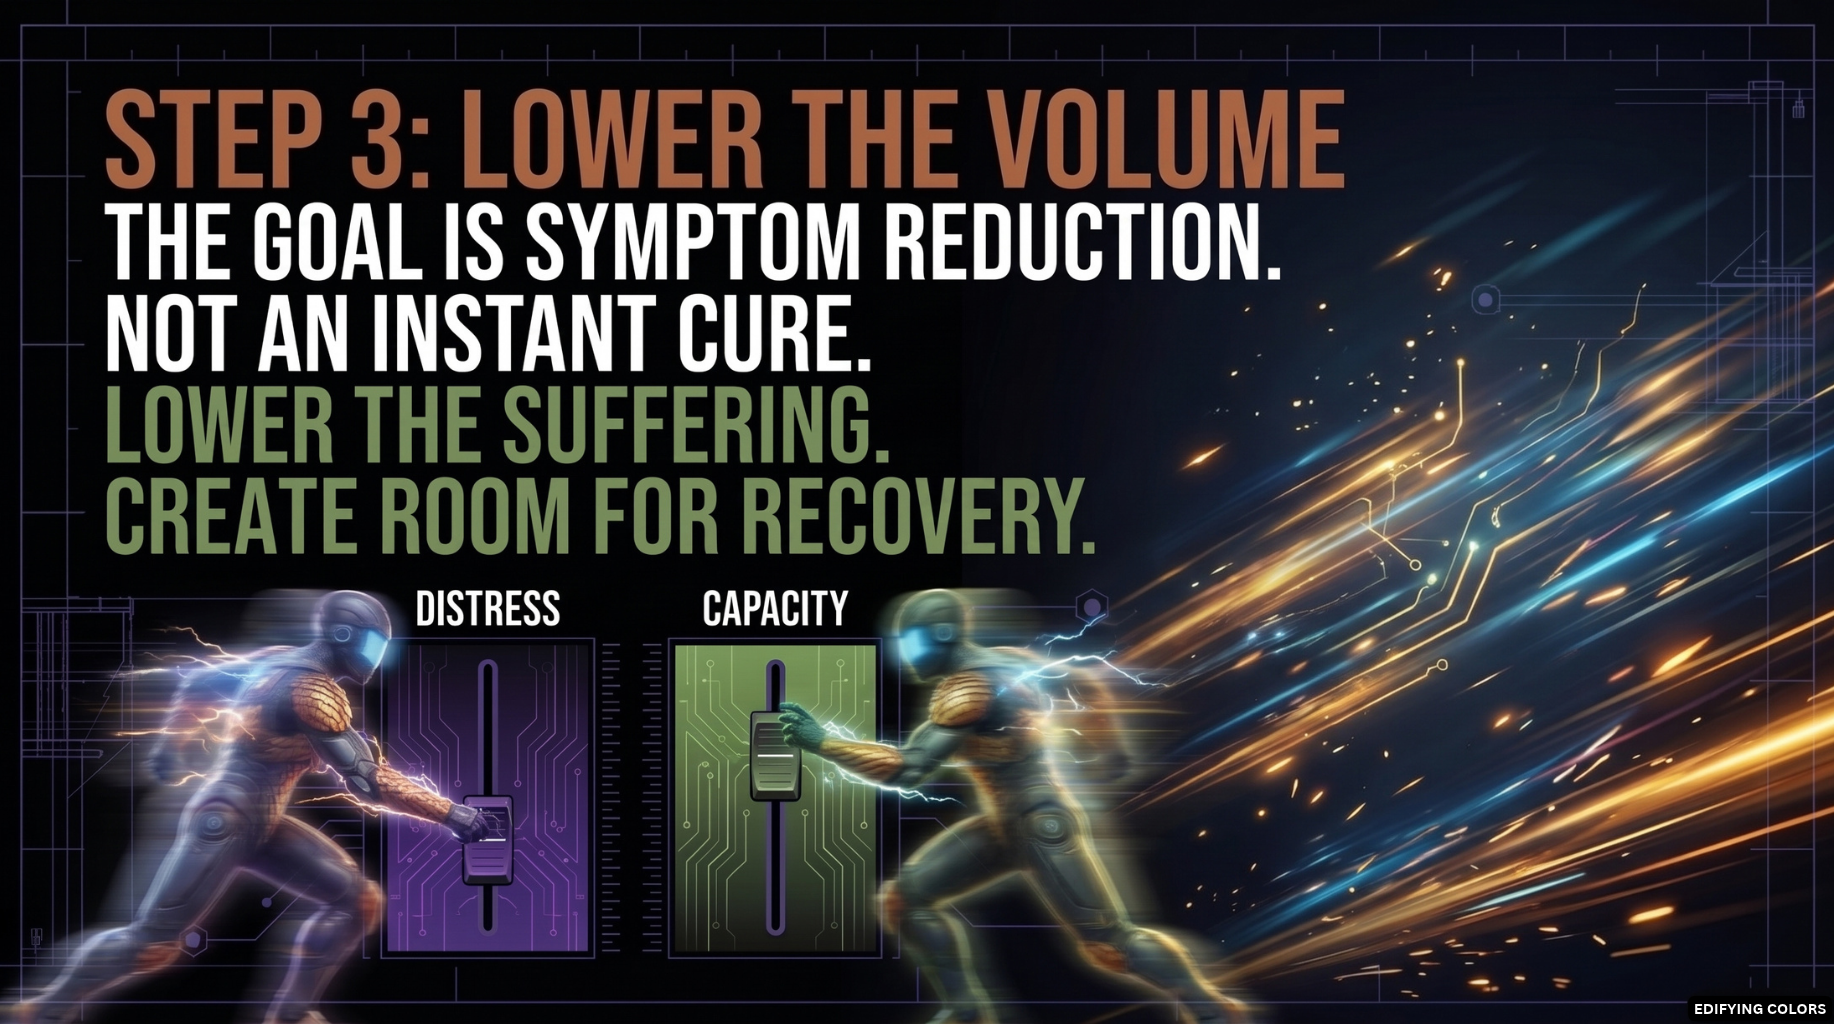 STEP 3: LOWER THE VOLUME
THE GOAL IS SYMPTOM REDUCTION.
NOT AN INSTANT CURE.
LOWER THE SUFFERING.
CREATE ROOM FOR RECOVERY.
DISTRESS
CAPACITY
EDIFYING COLORS